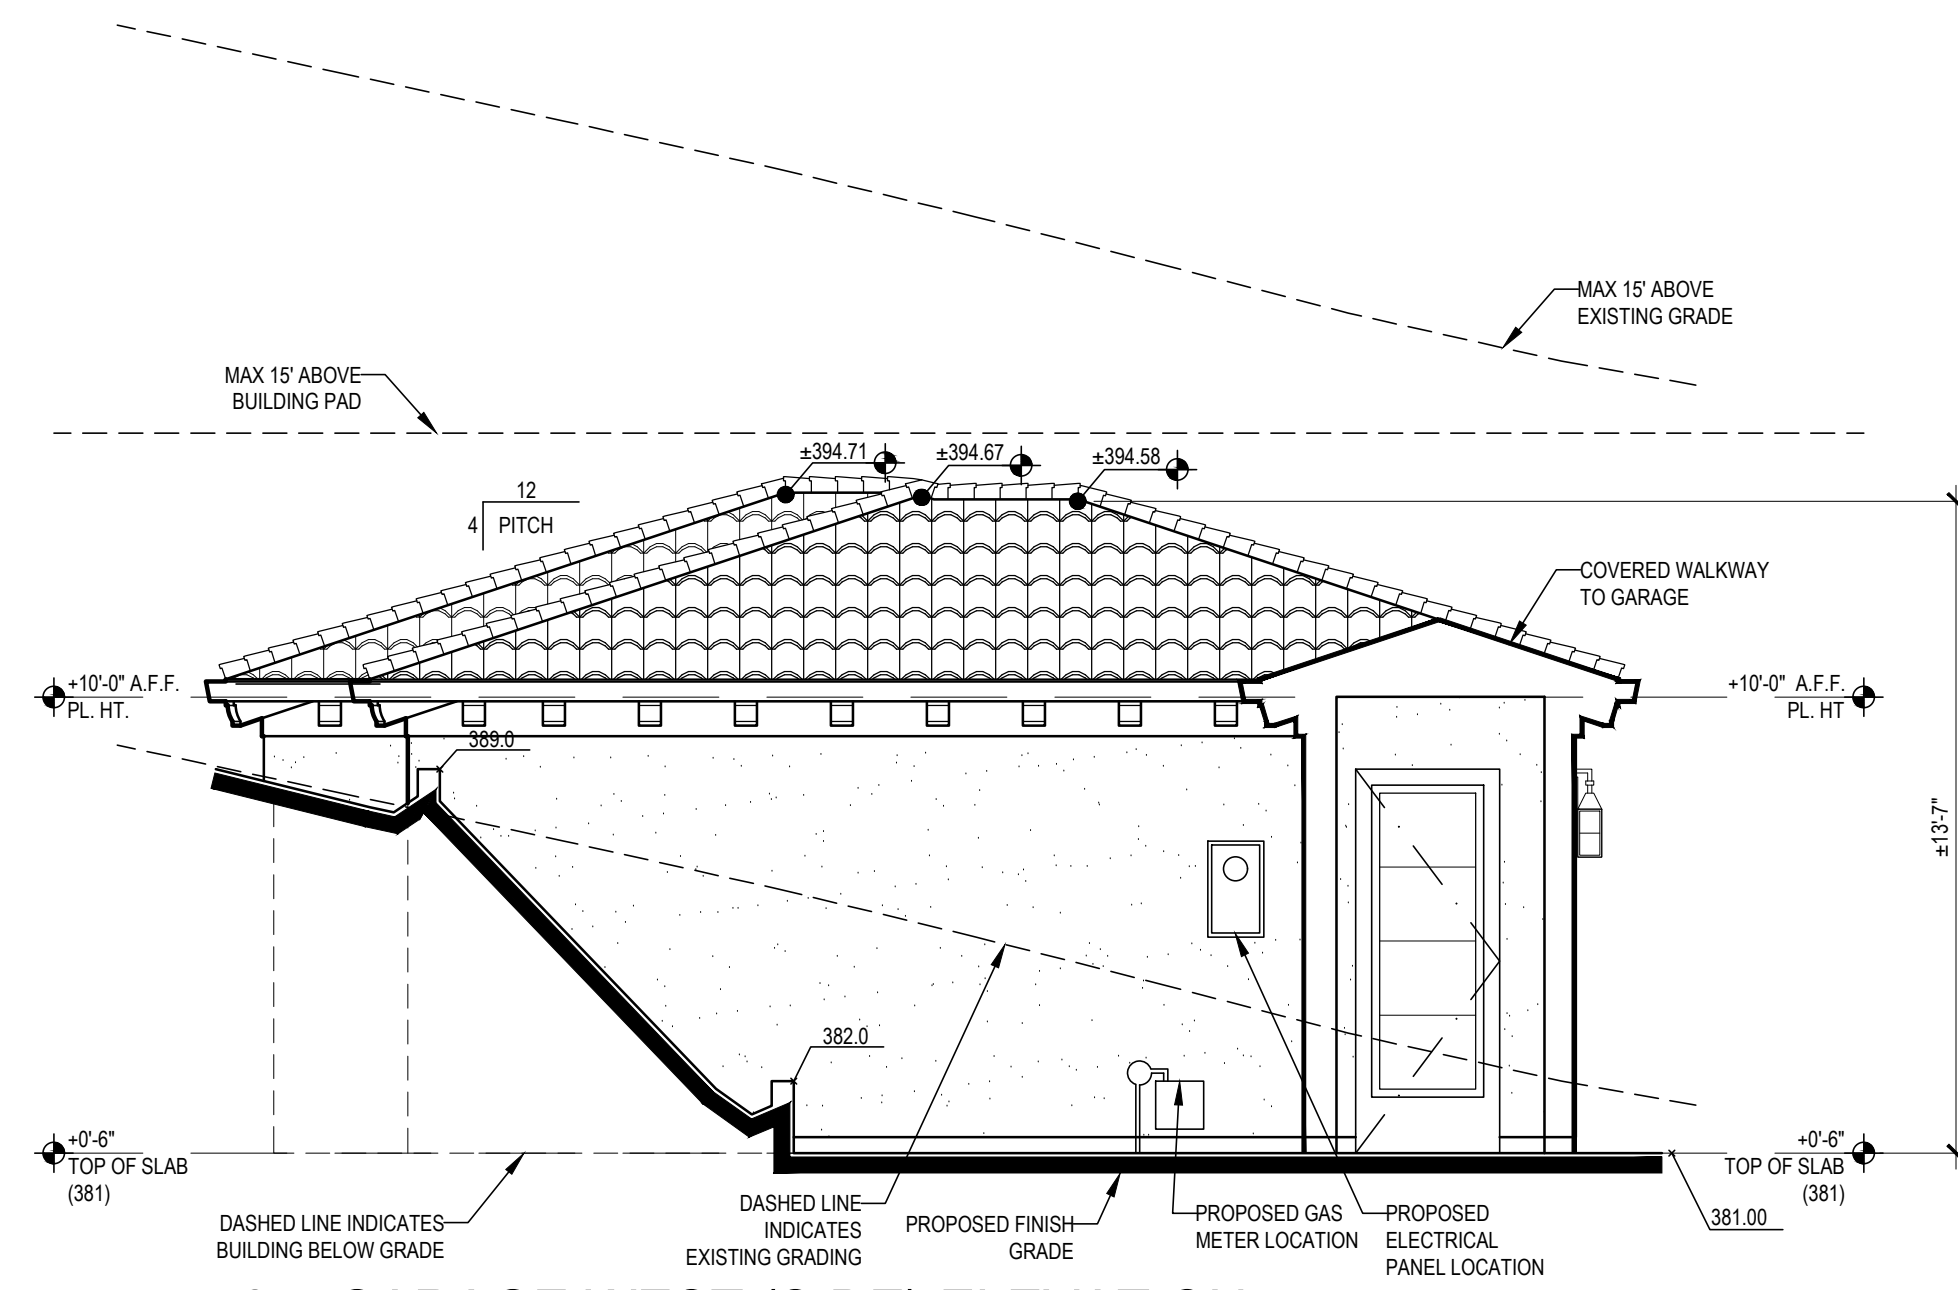 MAX 15' ABOVE
EXISTING GRADE
MAX 15' ABOVE
BUILDING PAD
±394.71
±394.67
±394.58
12
4
PITCH
COVERED WALKWAY
TO GARAGE
+10'-0" A.F.F.
PL. HT.
+10'-0" A.F.F.
PL. HT
389.0
±13'-7"
382.0
+0'-6"
TOP OF SLAB
(381)
+0'-6"
TOP OF SLAB
(381)
DASHED LINE INDICATES
BUILDING BELOW GRADE
DASHED LINE
INDICATES
EXISTING GRADING
PROPOSED FINISH
GRADE
PROPOSED GAS
METER LOCATION
PROPOSED
ELECTRICAL
PANEL LOCATION
381.00